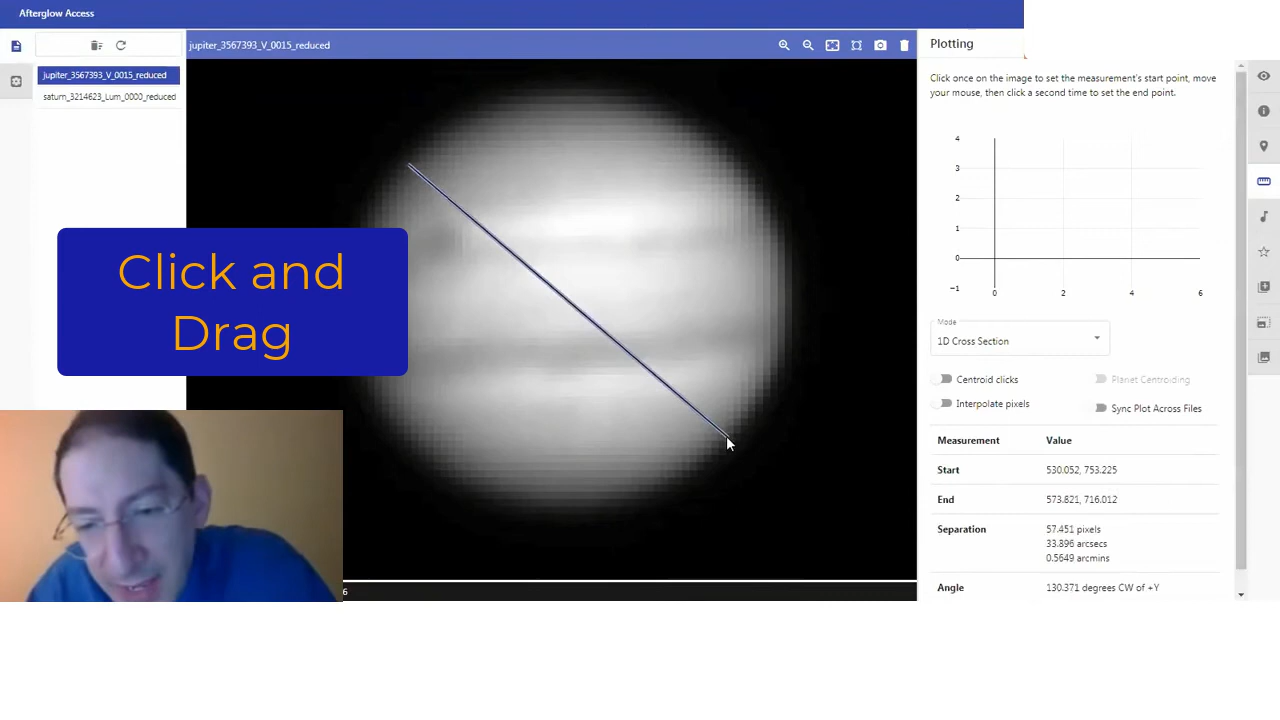 Afterglow Access
jupiter_3567393_V_0015_reduced
saturn_3214623_Lum_0000_reduced
jupiter_3567393_V_0015_reduced
Click and
Drag
6
Plotting
Click once on the image to set the measurement's start point, move
your mouse, then click a second time to set the end point.
4
3
2
1
0
−1
0 2 4 6
Mode
1D Cross Section
Centroid clicks Planet Centroiding
Interpolate pixels Sync Plot Across Files
Measurement Value
Start 530.052, 753.225
End 573.821, 716.012
Separation 57.451 pixels
33.896 arcsecs
0.5649 arcmins
Angle 130.371 degrees CW of +Y